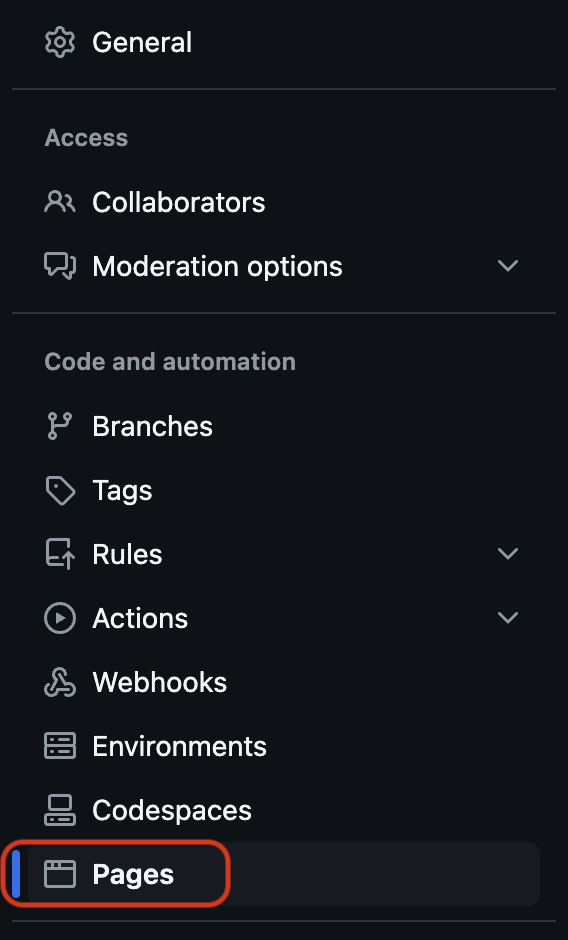 General
Access
Collaborators
Moderation options
Code and automation
Branches
Tags
Rules
Actions
Webhooks
Environments
Codespaces
Pages